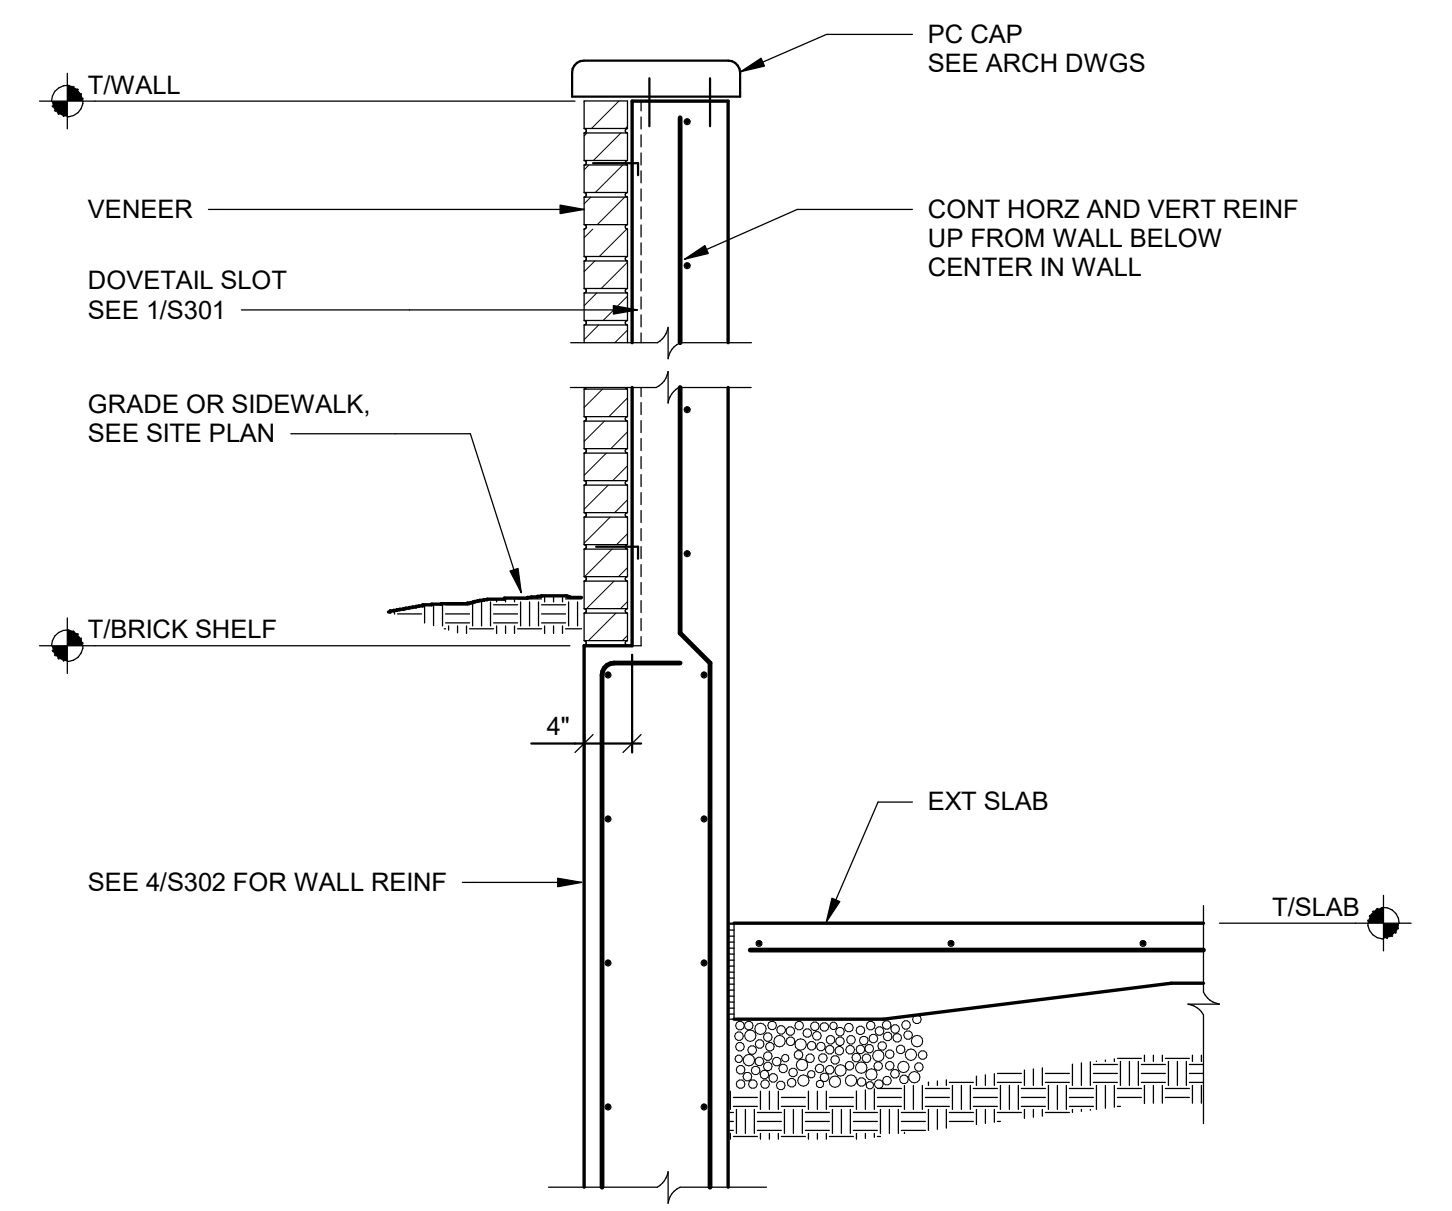 PC CAP
SEE ARCH DWGS
T/WALL
VENEER
CONT HORZ AND VERT REINF
UP FROM WALL BELOW
CENTER IN WALL
DOVETAIL SLOT
SEE 1/S301
GRADE OR SIDEWALK,
SEE SITE PLAN
T/BRICK SHELF
4"
EXT SLAB
SEE 4/S302 FOR WALL REINF
T/SLAB